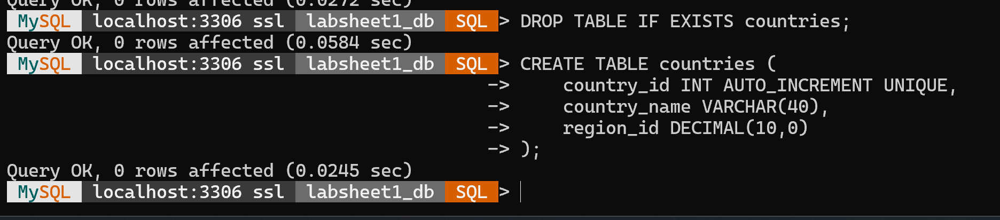 Query OK, 0 rows affected (0.0272 sec)
MySQL localhost:3306 ssl labsheet1_db SQL > DROP TABLE IF EXISTS countries;
Query OK, 0 rows affected (0.0584 sec)
MySQL localhost:3306 ssl labsheet1_db SQL > CREATE TABLE countries (
-> country_id INT AUTO_INCREMENT UNIQUE,
-> country_name VARCHAR(40),
-> region_id DECIMAL(10,0)
-> );
Query OK, 0 rows affected (0.0245 sec)
MySQL localhost:3306 ssl labsheet1_db SQL >